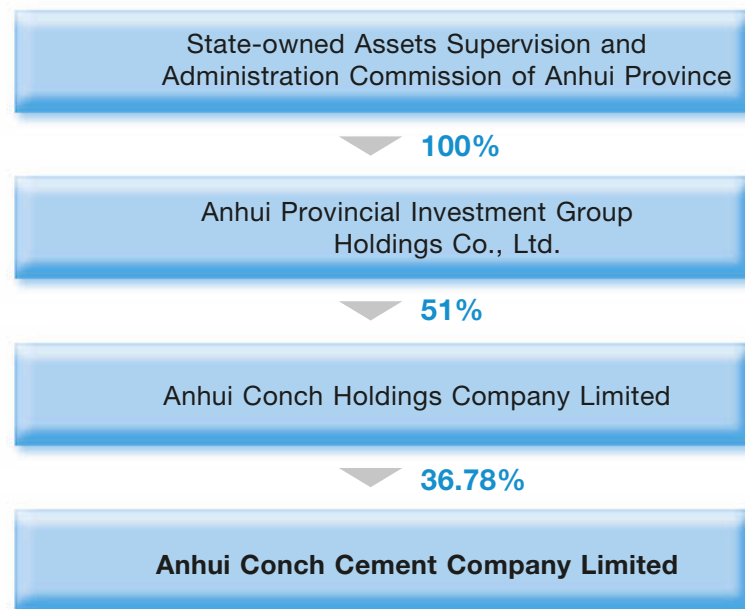 State-owned Assets Supervision and
Administration Commission of Anhui Province
100%
Anhui Provincial Investment Group
Holdings Co., Ltd.
51%
Anhui Conch Holdings Company Limited
36.78%
Anhui Conch Cement Company Limited